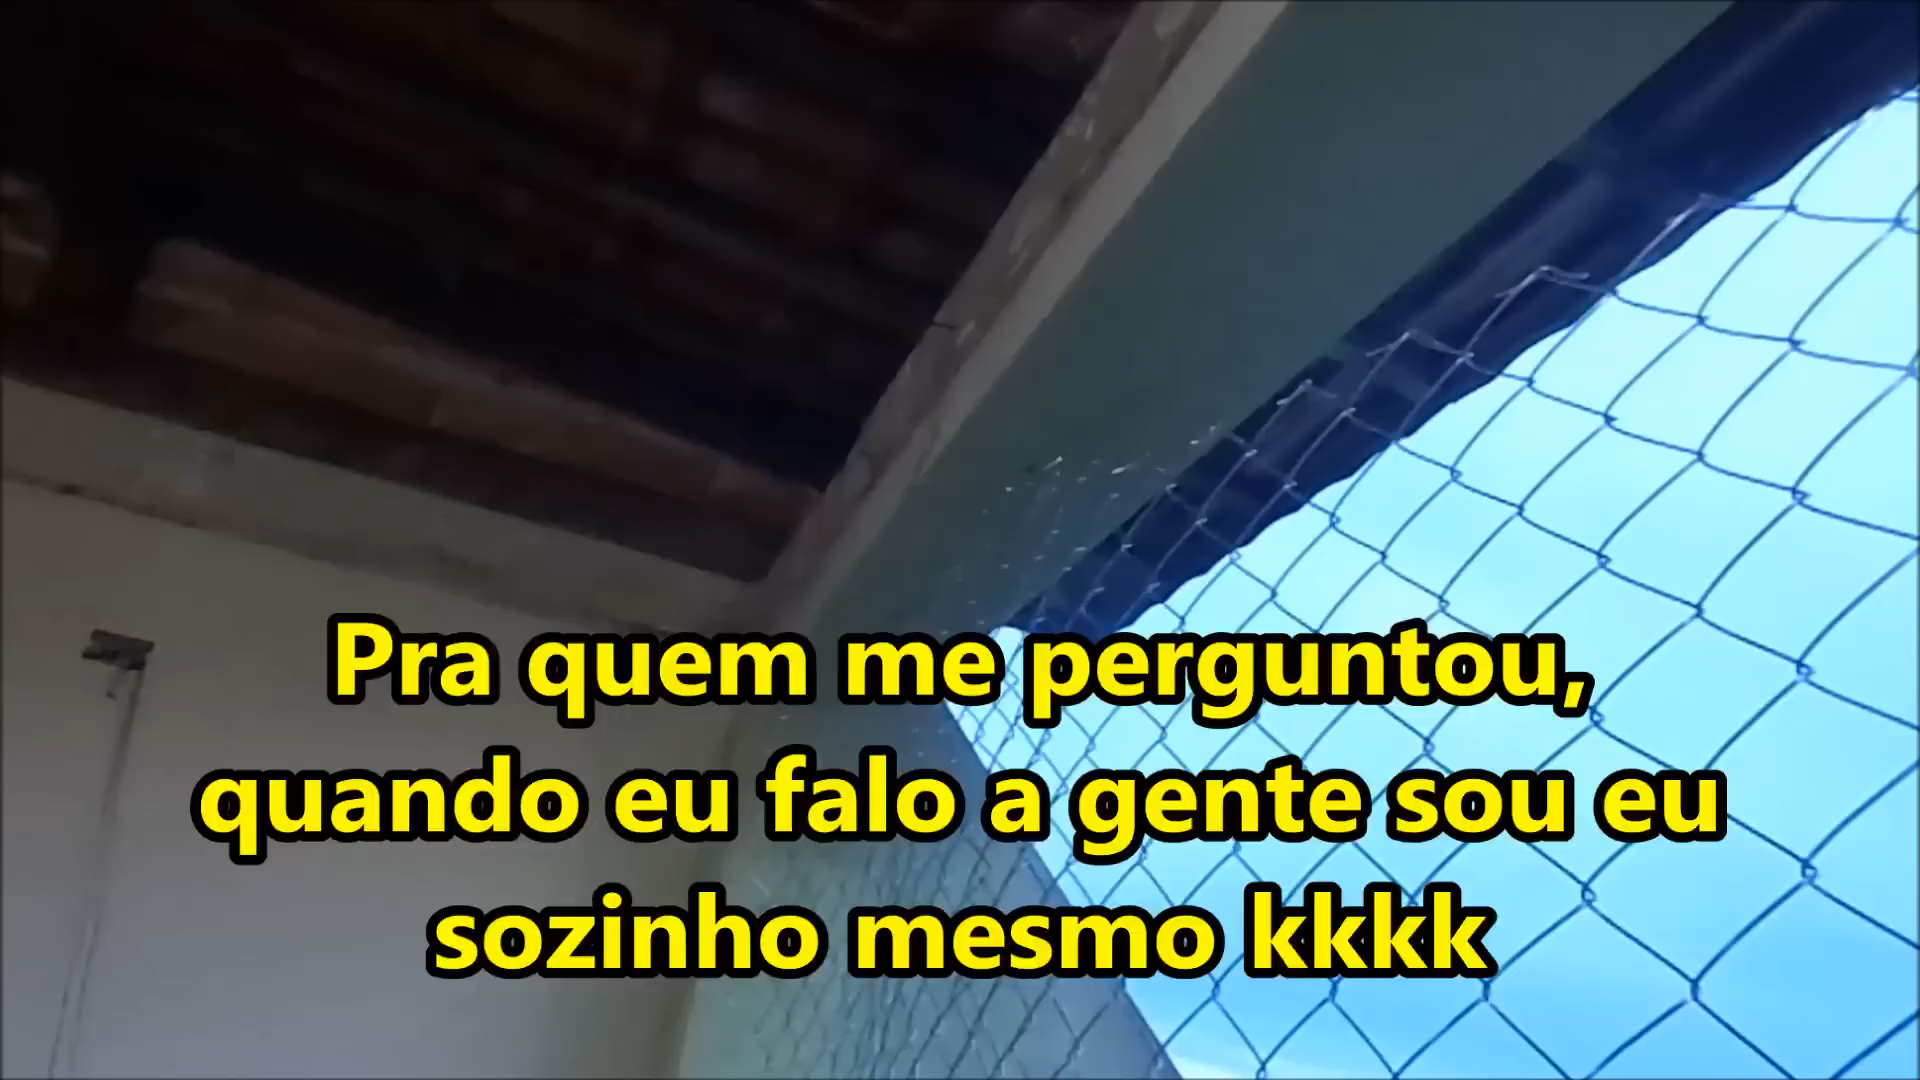 Pra quem me perguntou,
quando eu falo a gente sou eu
sozinho mesmo kkkk